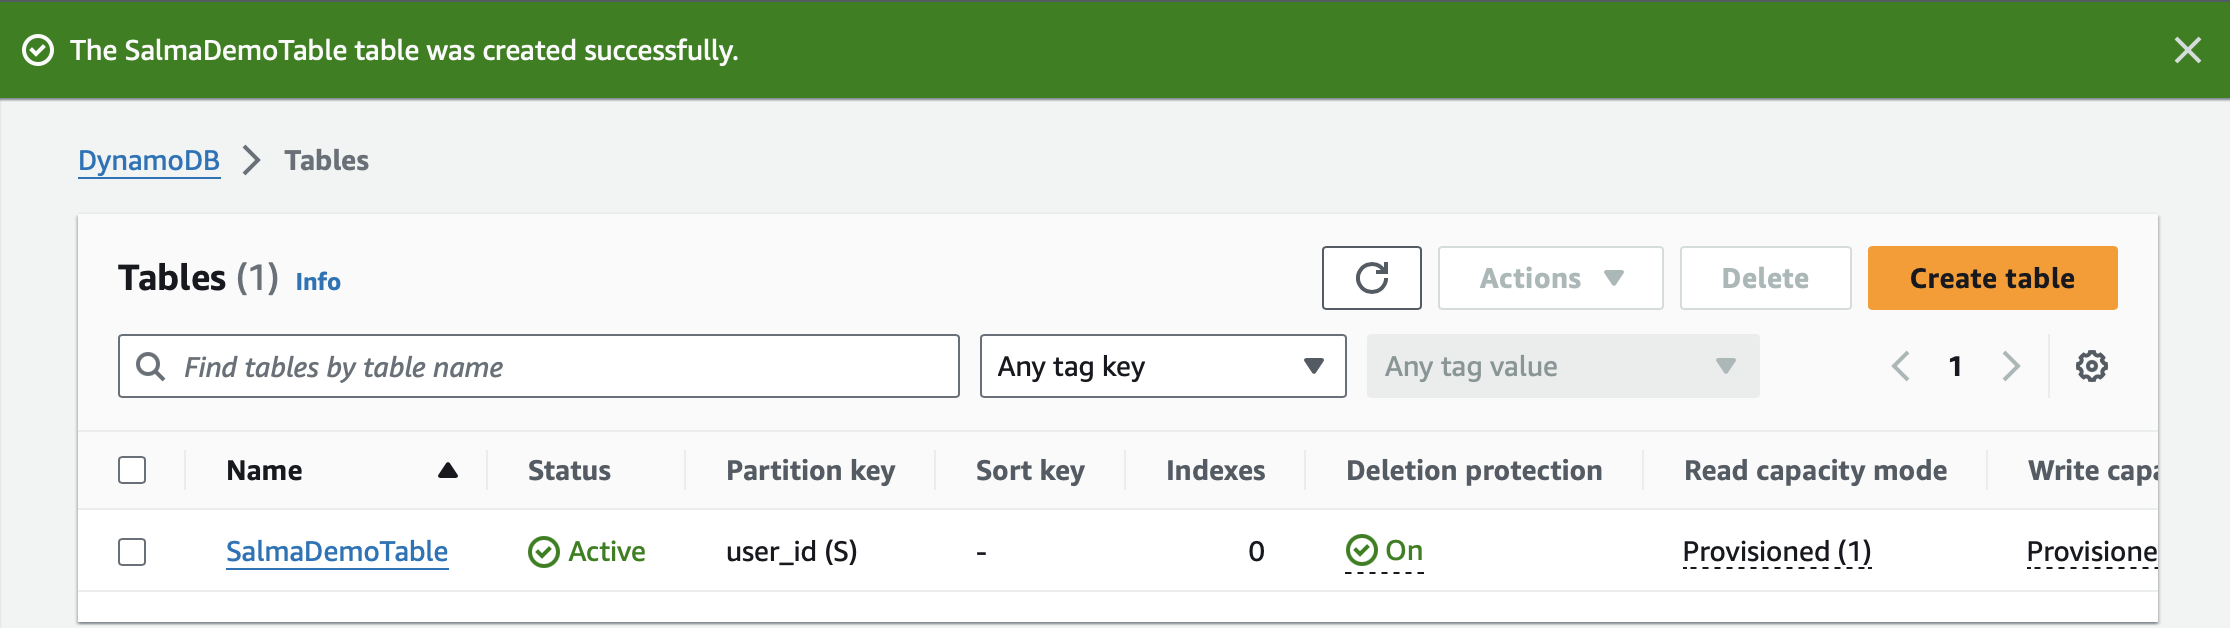 The SalmaDemoTable table was created successfully.
DynamoDB Tables
Tables (1) Info Actions Delete Create table
Find tables by table name Any tag key Any tag value 1
Name Status Partition key Sort key Indexes Deletion protection Read capacity mode Write capa
SalmaDemoTable Active user_id (S) - 0 On Provisioned (1) Provisione